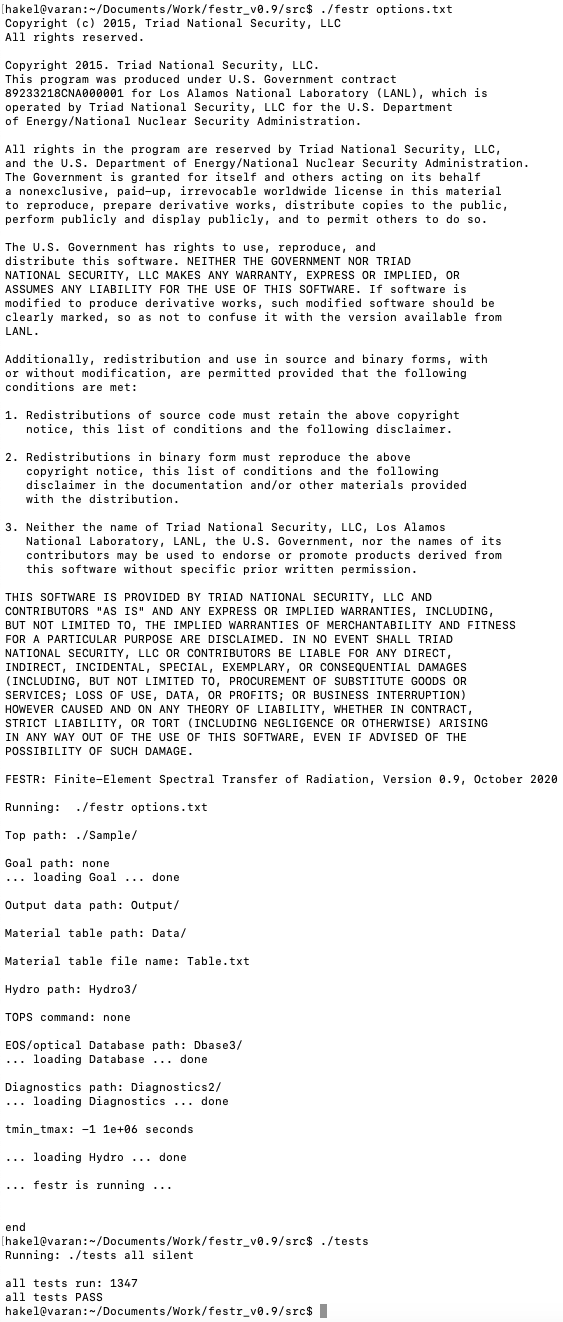 [hakel@varan:~/Documents/Work/festr_v0.9/src$ ./festr options.txt
Copyright (c) 2015, Triad National Security, LLC
All rights reserved.

Copyright 2015. Triad National Security, LLC.
This program was produced under U.S. Government contract
89233218CNA000001 for Los Alamos National Laboratory (LANL), which is
operated by Triad National Security, LLC for the U.S. Department
of Energy/National Nuclear Security Administration.

All rights in the program are reserved by Triad National Security, LLC,
and the U.S. Department of Energy/National Nuclear Security Administration.
The Government is granted for itself and others acting on its behalf
a nonexclusive, paid-up, irrevocable worldwide license in this material
to reproduce, prepare derivative works, distribute copies to the public,
perform publicly and display publicly, and to permit others to do so.

The U.S. Government has rights to use, reproduce, and
distribute this software. NEITHER THE GOVERNMENT NOR TRIAD
NATIONAL SECURITY, LLC MAKES ANY WARRANTY, EXPRESS OR IMPLIED, OR
ASSUMES ANY LIABILITY FOR THE USE OF THIS SOFTWARE. If software is
modified to produce derivative works, such modified software should be
clearly marked, so as not to confuse it with the version available from
LANL.

Additionally, redistribution and use in source and binary forms, with
or without modification, are permitted provided that the following
conditions are met:

1. Redistributions of source code must retain the above copyright
   notice, this list of conditions and the following disclaimer.

2. Redistributions in binary form must reproduce the above
   copyright notice, this list of conditions and the following
   disclaimer in the documentation and/or other materials provided
   with the distribution.

3. Neither the name of Triad National Security, LLC, Los Alamos
   National Laboratory, LANL, the U.S. Government, nor the names of its
   contributors may be used to endorse or promote products derived from
   this software without specific prior written permission.

THIS SOFTWARE IS PROVIDED BY TRIAD NATIONAL SECURITY, LLC AND
CONTRIBUTORS "AS IS" AND ANY EXPRESS OR IMPLIED WARRANTIES, INCLUDING,
BUT NOT LIMITED TO, THE IMPLIED WARRANTIES OF MERCHANTABILITY AND FITNESS
FOR A PARTICULAR PURPOSE ARE DISCLAIMED. IN NO EVENT SHALL TRIAD
NATIONAL SECURITY, LLC OR CONTRIBUTORS BE LIABLE FOR ANY DIRECT,
INDIRECT, INCIDENTAL, SPECIAL, EXEMPLARY, OR CONSEQUENTIAL DAMAGES
(INCLUDING, BUT NOT LIMITED TO, PROCUREMENT OF SUBSTITUTE GOODS OR
SERVICES; LOSS OF USE, DATA, OR PROFITS; OR BUSINESS INTERRUPTION)
HOWEVER CAUSED AND ON ANY THEORY OF LIABILITY, WHETHER IN CONTRACT,
STRICT LIABILITY, OR TORT (INCLUDING NEGLIGENCE OR OTHERWISE) ARISING
IN ANY WAY OUT OF THE USE OF THIS SOFTWARE, EVEN IF ADVISED OF THE
POSSIBILITY OF SUCH DAMAGE.

FESTR: Finite-Element Spectral Transfer of Radiation, Version 0.9, October 2020

Running:  ./festr options.txt

Top path: ./Sample/

Goal path: none
... loading Goal ... done

Output data path: Output/

Material table path: Data/

Material table file name: Table.txt

Hydro path: Hydro3/

TOPS command: none

EOS/optical Database path: Dbase3/
... loading Database ... done

Diagnostics path: Diagnostics2/
... loading Diagnostics ... done

tmin_tmax: -1 1e+06 seconds

... loading Hydro ... done

... festr is running ...

end
[hakel@varan:~/Documents/Work/festr_v0.9/src$ ./tests
Running: ./tests all silent

all tests run: 1347
all tests PASS
hakel@varan:~/Documents/Work/festr_v0.9/src$